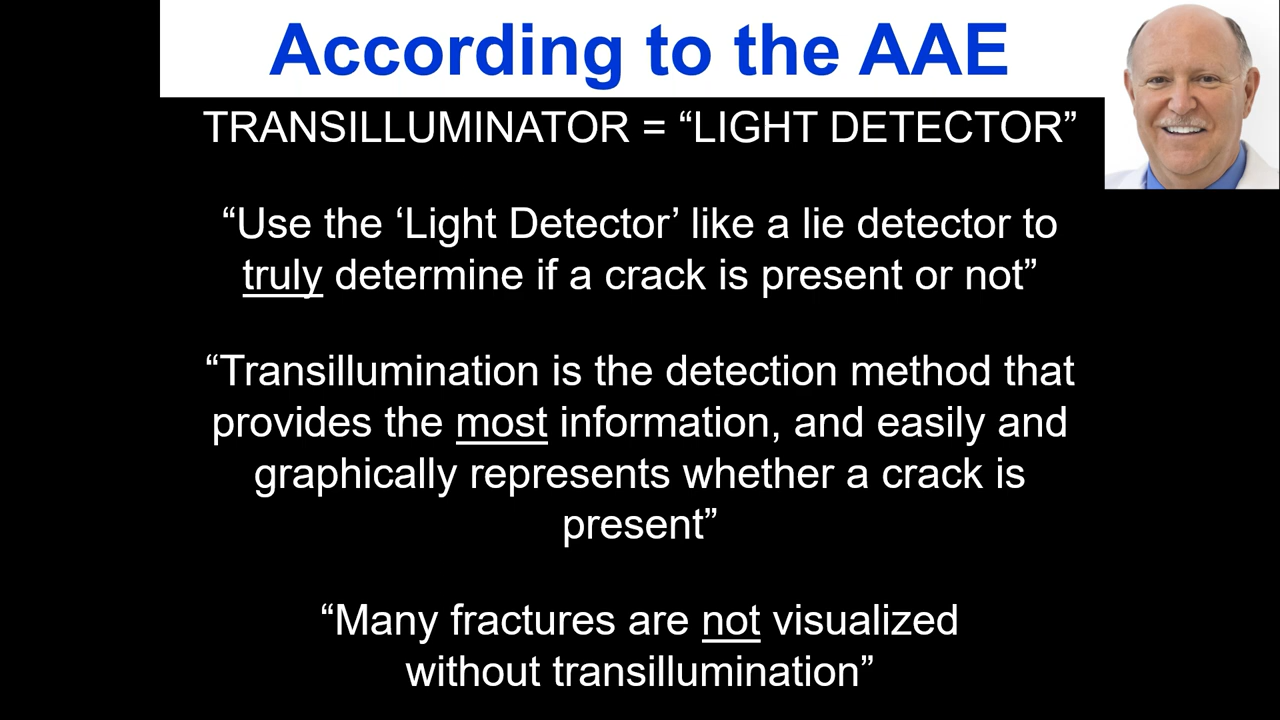 According to the AAE
TRANSILLUMINATOR = “LIGHT DETECTOR”
“Use the ‘Light Detector’ like a lie detector to
truly determine if a crack is present or not”
“Transillumination is the detection method that
provides the most information, and easily and
graphically represents whether a crack is
present”
“Many fractures are not visualized
without transillumination”